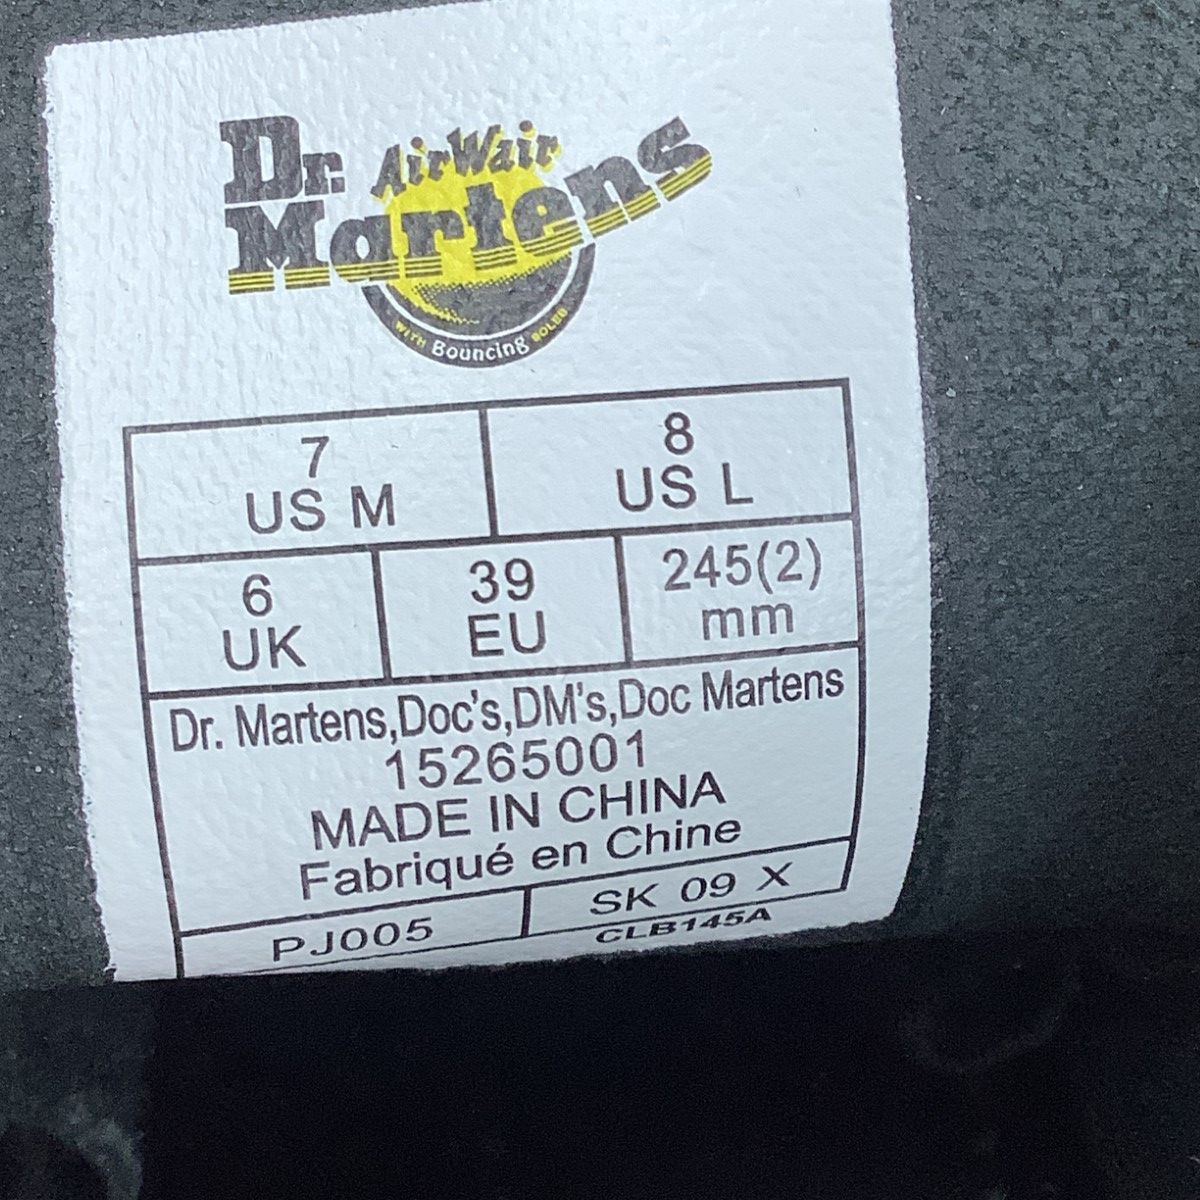 Dr. AirWair
Martens
WITH Bouncing SOLES
7 8
US M US L
6 39 245(2)
UK EU mm
Dr. Martens,Doc's,DM's,Doc Martens
15265001
MADE IN CHINA
Fabriqué en Chine
PJ005 SK 09 X
CLB145A